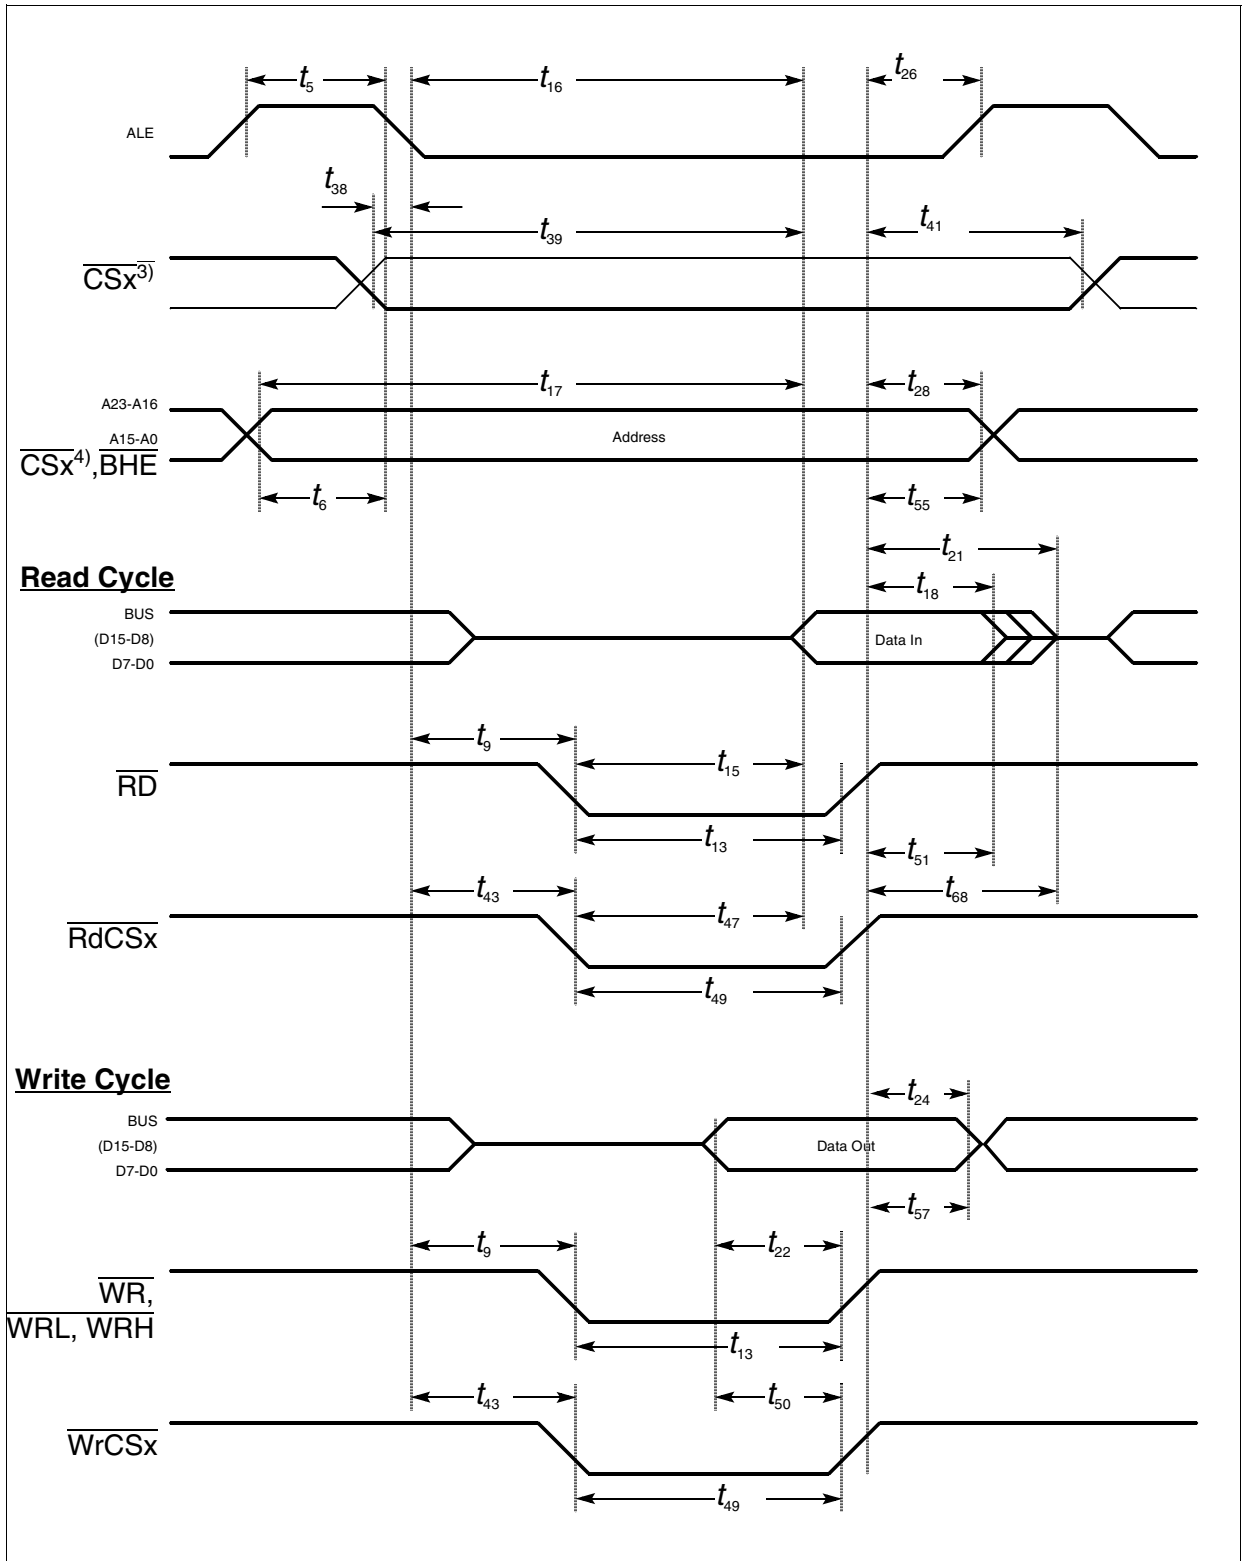 t5 t16 t26
ALE
t38
t39 t41
CSx3)
t17 t28
A23-A16
A15-A0
Address
CSx4),BHE
t6 t55
t21
Read Cycle
t18
BUS
(D15-D8) Data In
D7-D0
t9
t15
RD
t13 t51
t43 t68
t47
RdCSx
t49
Write Cycle
t24
BUS
(D15-D8) Data Out
D7-D0
t57
t9 t22
WR,
WRL, WRH
t13
t43 t50
WrCSx
t49